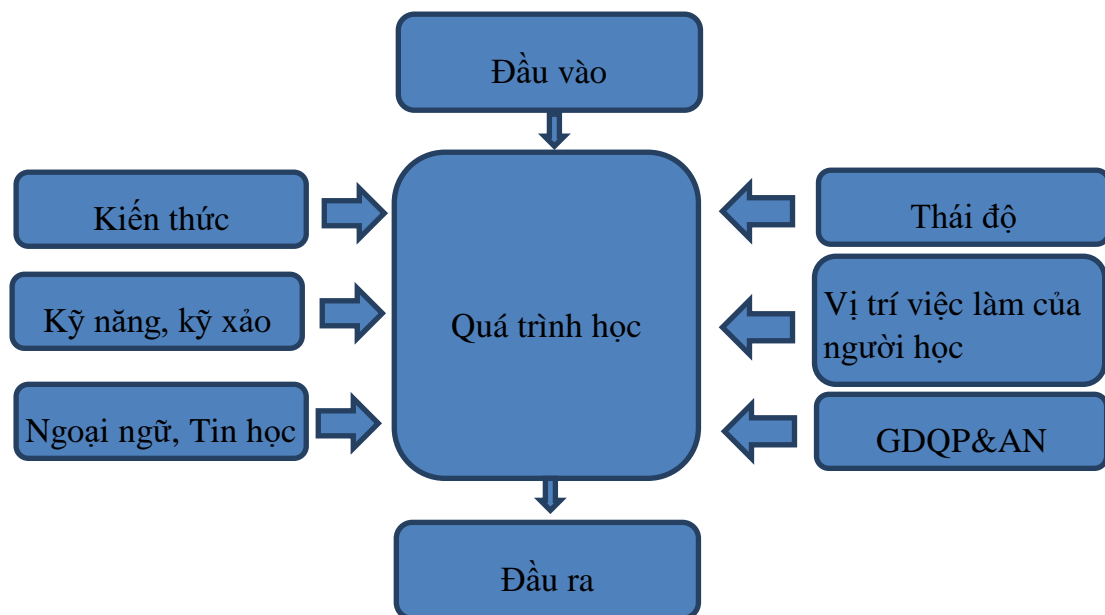 Đầu vào
Kiến thức
Thái độ
Kỹ năng, kỹ xảo
Quá trình học
Vị trí việc làm của
người học
Ngoại ngữ, Tin học
GDQP&AN
Đầu ra